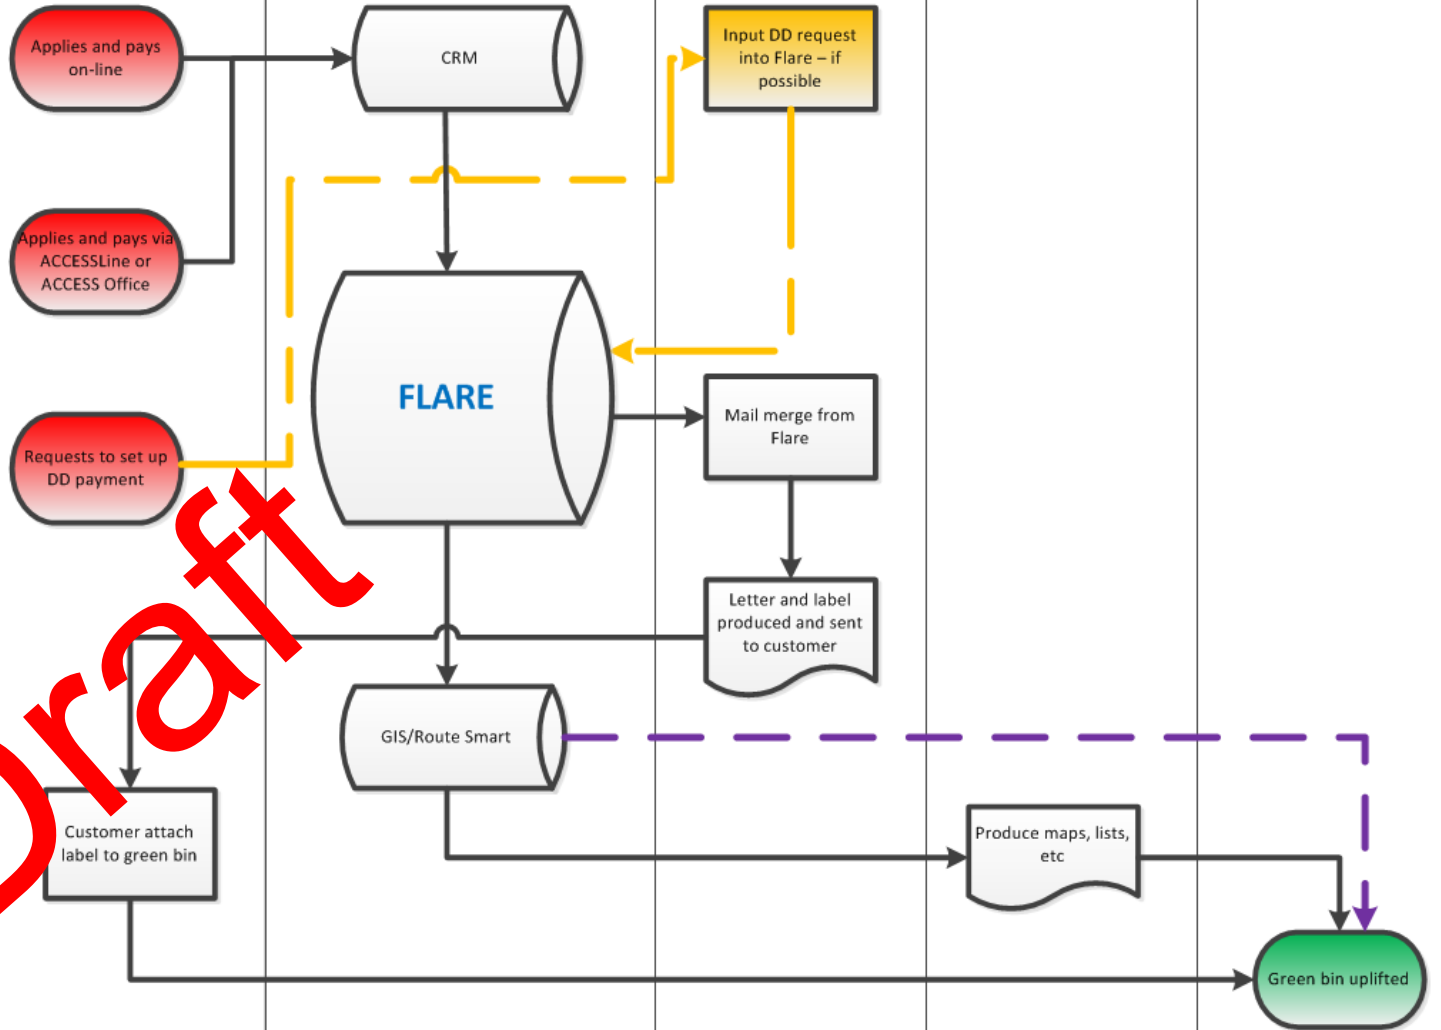 Applies and pays
on-line
CRM
Input DD request
into Flare – if
possible
Applies and pays via
ACCESSLine or
ACCESS Office
FLARE
Mail merge from
Flare
Requests to set up
DD payment
Draft
Letter and label
produced and sent
to customer
GIS/Route Smart
Customer attach
label to green bin
Produce maps, lists,
etc
Green bin uplifted